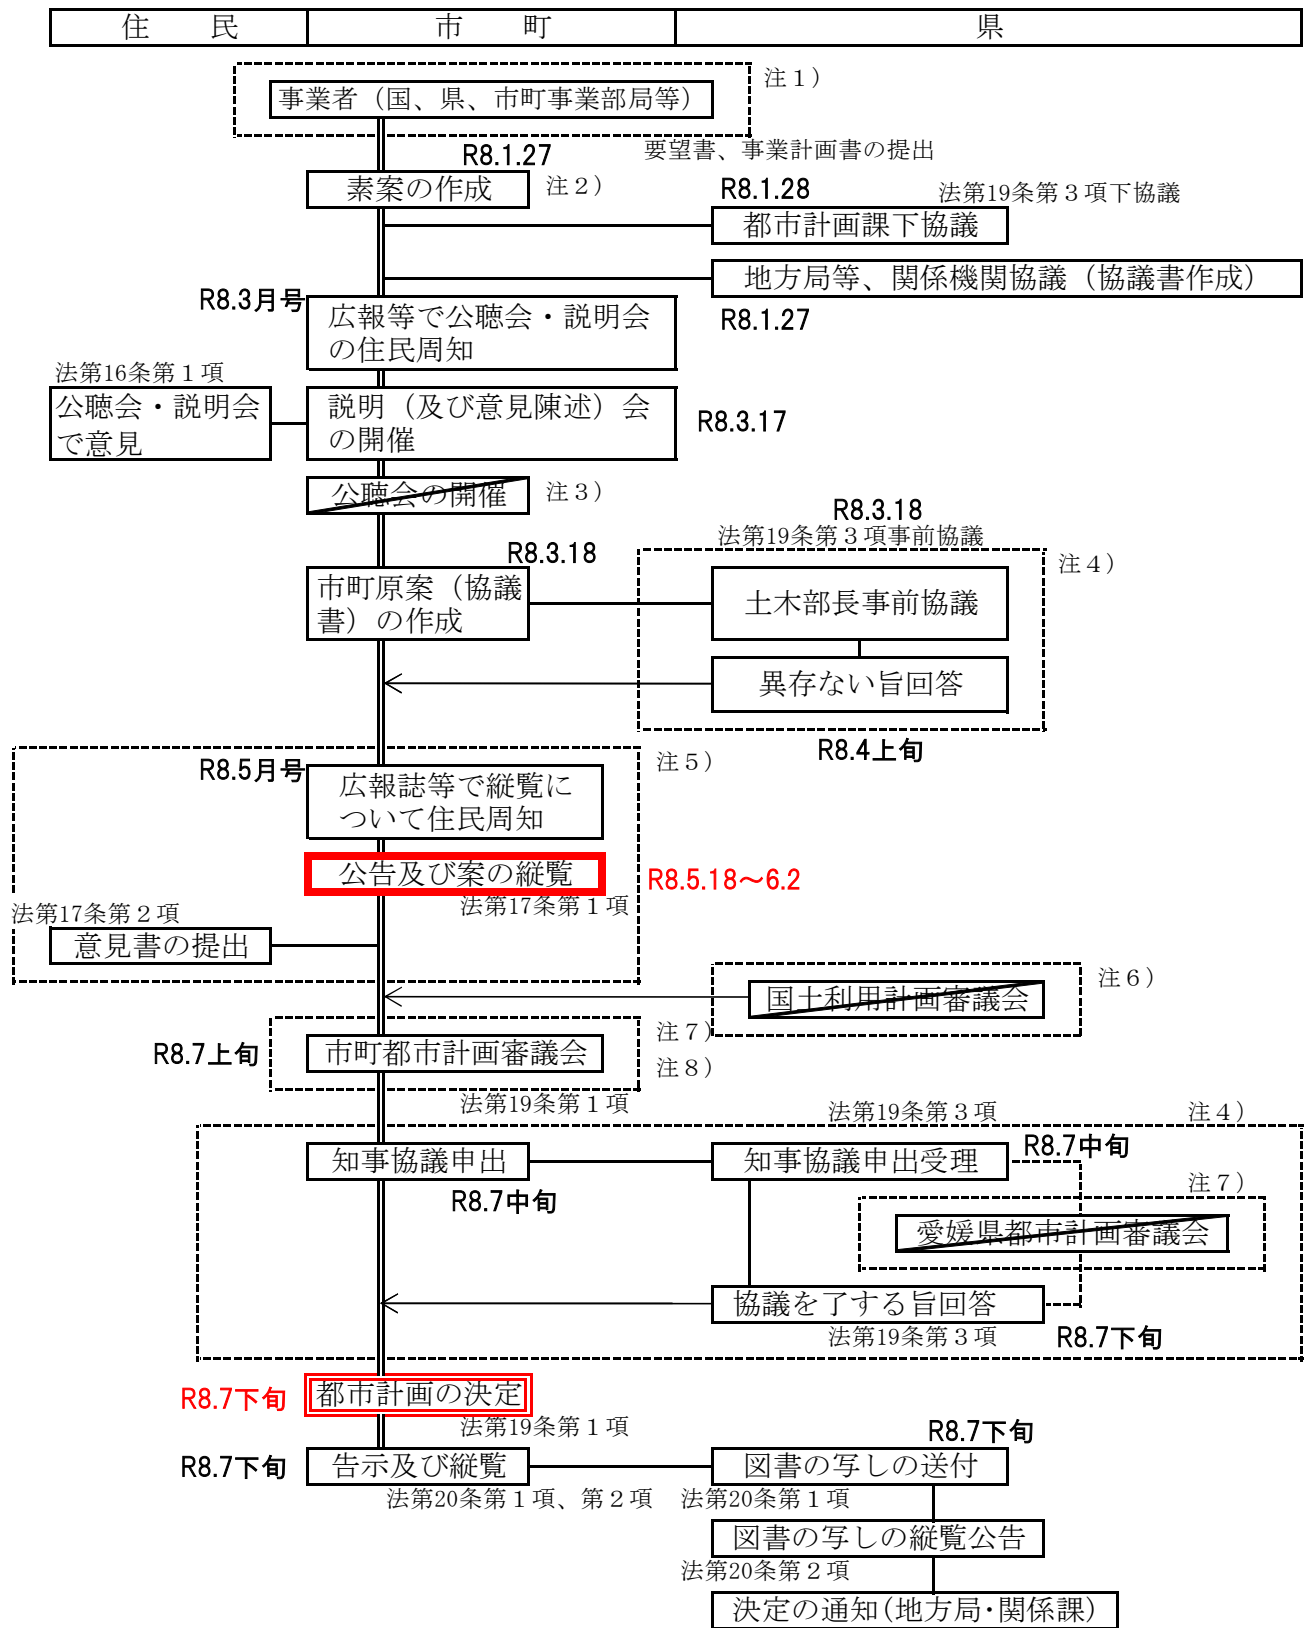 住　民
市　町
県
注１）
事業者（国、県、市町事業部局等）
要望書、事業計画書の提出
R8.1.27
素案の作成
注２）
R8.1.28
法第19条第３項下協議
都市計画課下協議
地方局等、関係機関協議（協議書作成）
R8.1.27
R8.3月号
広報等で公聴会・説明会
の住民周知
法第16条第１項
公聴会・説明会
で意見
説明（及び意見陳述）会
の開催
R8.3.17
公聴会の開催
注３）
R8.3.18
法第19条第３項事前協議
R8.3.18
注４）
市町原案（協議
書）の作成
土木部長事前協議
異存ない旨回答
R8.4上旬
注５）
R8.5月号
広報誌等で縦覧に
ついて住民周知
公告及び案の縦覧
R8.5.18～6.2
法第17条第１項
法第17条第２項
意見書の提出
注６）
国土利用計画審議会
注７）
R8.7上旬
市町都市計画審議会
注８）
法第19条第１項
法第19条第３項
注４）
知事協議申出
知事協議申出受理
R8.7中旬
R8.7中旬
注７）
愛媛県都市計画審議会
協議を了する旨回答
法第19条第３項
R8.7下旬
R8.7下旬
都市計画の決定
法第19条第１項
R8.7下旬
R8.7下旬
告示及び縦覧
図書の写しの送付
法第20条第１項、第２項
法第20条第１項
図書の写しの縦覧公告
法第20条第２項
決定の通知（地方局・関係課）